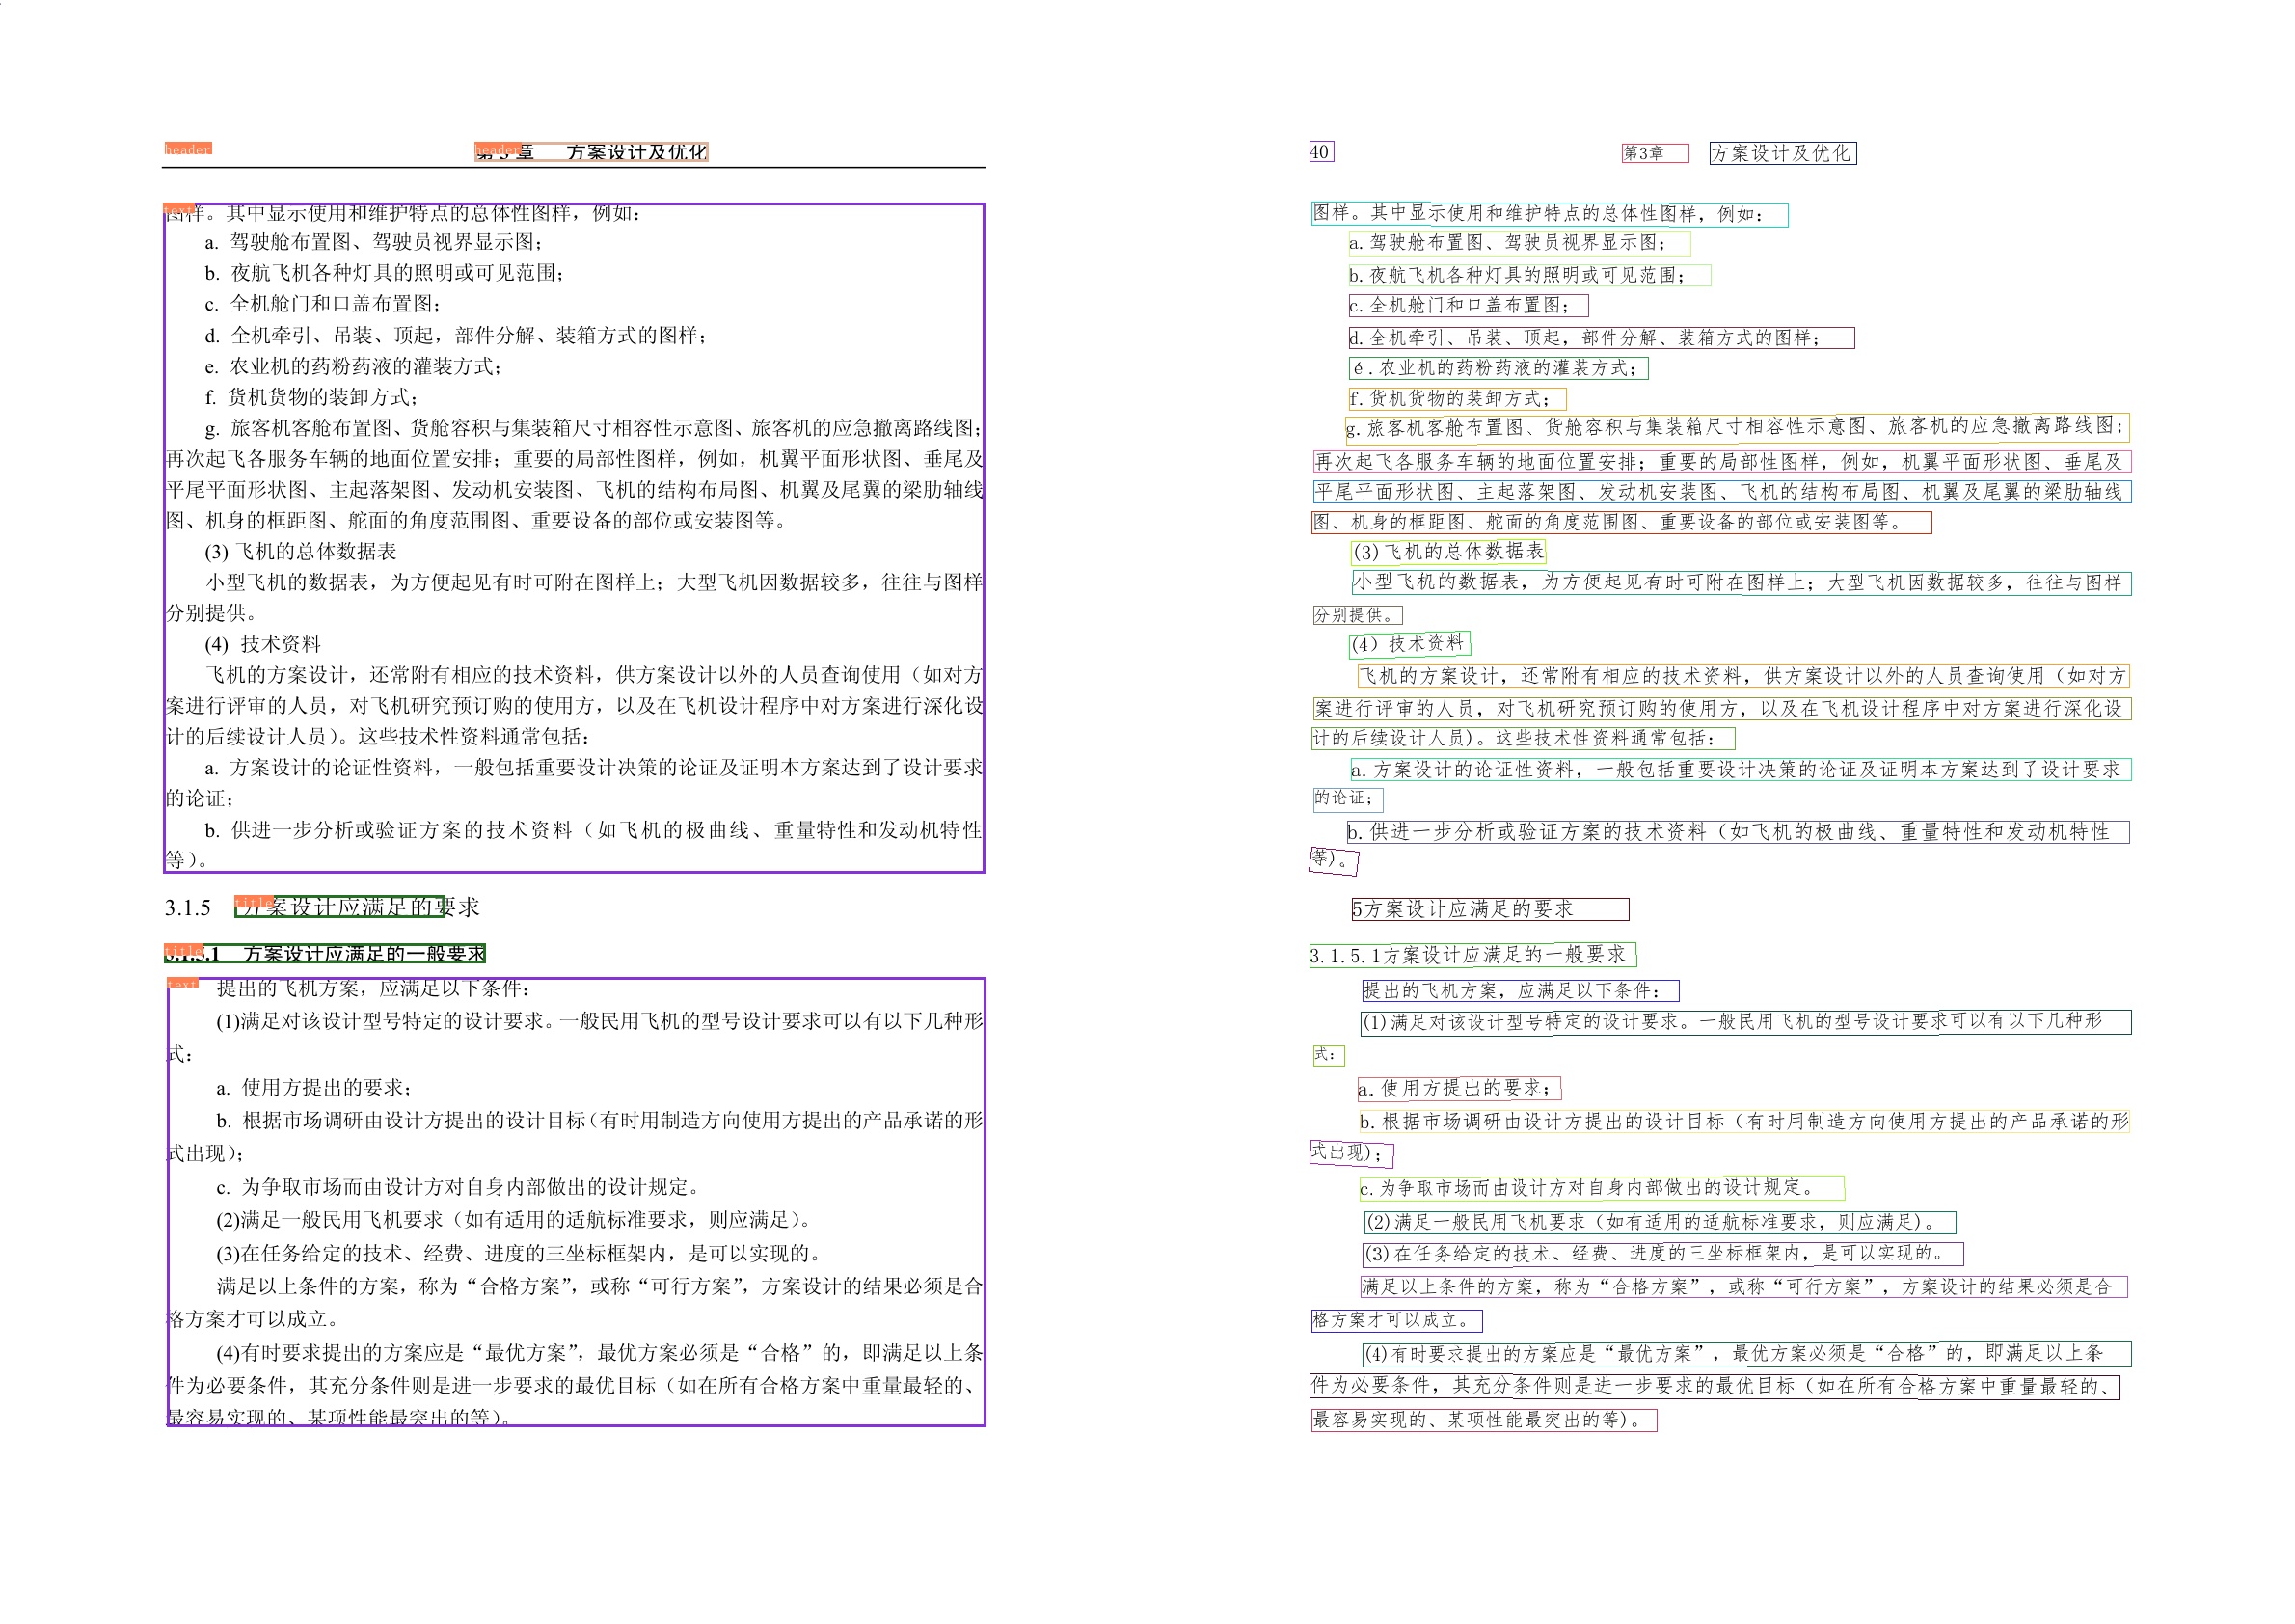 header
header
第 3 章 方案设计及优化
text
图样。其中显示使用和维护特点的总体性图样，例如：
a. 驾驶舱布置图、驾驶员视界显示图；
b. 夜航飞机各种灯具的照明或可见范围；
c. 全机舱门和口盖布置图；
d. 全机牵引、吊装、顶起，部件分解、装箱方式的图样；
e. 农业机的药粉药液的灌装方式；
f. 货机货物的装卸方式；
g. 旅客机客舱布置图、货舱容积与集装箱尺寸相容性示意图、旅客机的应急撤离路线图；
再次起飞各服务车辆的地面位置安排；重要的局部性图样，例如，机翼平面形状图、垂尾及
平尾平面形状图、主起落架图、发动机安装图、飞机的结构布局图、机翼及尾翼的梁肋轴线
图、机身的框距图、舵面的角度范围图、重要设备的部位或安装图等。
(3) 飞机的总体数据表
小型飞机的数据表，为方便起见有时可附在图样上；大型飞机因数据较多，往往与图样
分别提供。
(4) 技术资料
飞机的方案设计，还常附有相应的技术资料，供方案设计以外的人员查询使用（如对方
案进行评审的人员，对飞机研究预订购的使用方，以及在飞机设计程序中对方案进行深化设
计的后续设计人员）。这些技术性资料通常包括：
a. 方案设计的论证性资料，一般包括重要设计决策的论证及证明本方案达到了设计要求
的论证；
b. 供进一步分析或验证方案的技术资料（如飞机的极曲线、重量特性和发动机特性
等）。
title
3.1.5 方案设计应满足的要求
title
3.1.5.1 方案设计应满足的一般要求
text
提出的飞机方案，应满足以下条件：
(1)满足对该设计型号特定的设计要求。一般民用飞机的型号设计要求可以有以下几种形
式：
a. 使用方提出的要求；
b. 根据市场调研由设计方提出的设计目标（有时用制造方向使用方提出的产品承诺的形
式出现）；
c. 为争取市场而由设计方对自身内部做出的设计规定。
(2)满足一般民用飞机要求（如有适用的适航标准要求，则应满足）。
(3)在任务给定的技术、经费、进度的三坐标框架内，是可以实现的。
满足以上条件的方案，称为“合格方案”，或称“可行方案”，方案设计的结果必须是合
格方案才可以成立。
(4)有时要求提出的方案应是“最优方案”，最优方案必须是“合格”的，即满足以上条
件为必要条件，其充分条件则是进一步要求的最优目标（如在所有合格方案中重量最轻的、
最容易实现的、某项性能最突出的等）。
40
第3章
方案设计及优化
图样。其中显示使用和维护特点的总体性图样，例如：
a.驾驶舱布置图、驾驶员视界显示图；
b.夜航飞机各种灯具的照明或可见范围；
c.全机舱门和口盖布置图；
d.全机牵引、吊装、顶起，部件分解、装箱方式的图样；
é.农业机的药粉药液的灌装方式；
f.货机货物的装卸方式；
g.旅客机客舱布置图、货舱容积与集装箱尺寸相容性示意图、旅客机的应急撤离路线图；
再次起飞各服务车辆的地面位置安排；重要的局部性图样，例如，机翼平面形状图、垂尾及
平尾平面形状图、主起落架图、发动机安装图、飞机的结构布局图、机翼及尾翼的梁肋轴线
图、机身的框距图、舵面的角度范围图、重要设备的部位或安装图等。
(3)飞机的总体数据表
小型飞机的数据表，为方便起见有时可附在图样上；大型飞机因数据较多，往往与图样
分别提供。
(4) 技术资料
飞机的方案设计，还常附有相应的技术资料，供方案设计以外的人员查询使用（如对方
案进行评审的人员，对飞机研究预订购的使用方，以及在飞机设计程序中对方案进行深化设
计的后续设计人员)。这些技术性资料通常包括：
a.方案设计的论证性资料，一般包括重要设计决策的论证及证明本方案达到了设计要求
的论证；
b.供进一步分析或验证方案的技术资料（如飞机的极曲线、重量特性和发动机特性
等)。
5方案设计应满足的要求
3.1.5.1方案设计应满足的一般要求
提出的飞机方案，应满足以下条件：
(1)满足对该设计型号特定的设计要求。一般民用飞机的型号设计要求可以有以下几种形
式：
a.使用方提出的要求；
b.根据市场调研由设计方提出的设计目标（有时用制造方向使用方提出的产品承诺的形
式出现)；
c.为争取市场而由设计方对自身内部做出的设计规定。
(2)满足一般民用飞机要求（如有适用的适航标准要求，则应满足)。
(3)在任务给定的技术、经费、进度的三坐标框架内，是可以实现的。
满足以上条件的方案，称为“合格方案”，或称“可行方案”，方案设计的结果必须是合
格方案才可以成立。
(4)有时要求提出的方案应是“最优方案”，最优方案必须是“合格”的，即满足以上条
件为必要条件，其充分条件则是进一步要求的最优目标（如在所有合格方案中重量最轻的、
最容易实现的、某项性能最突出的等)。